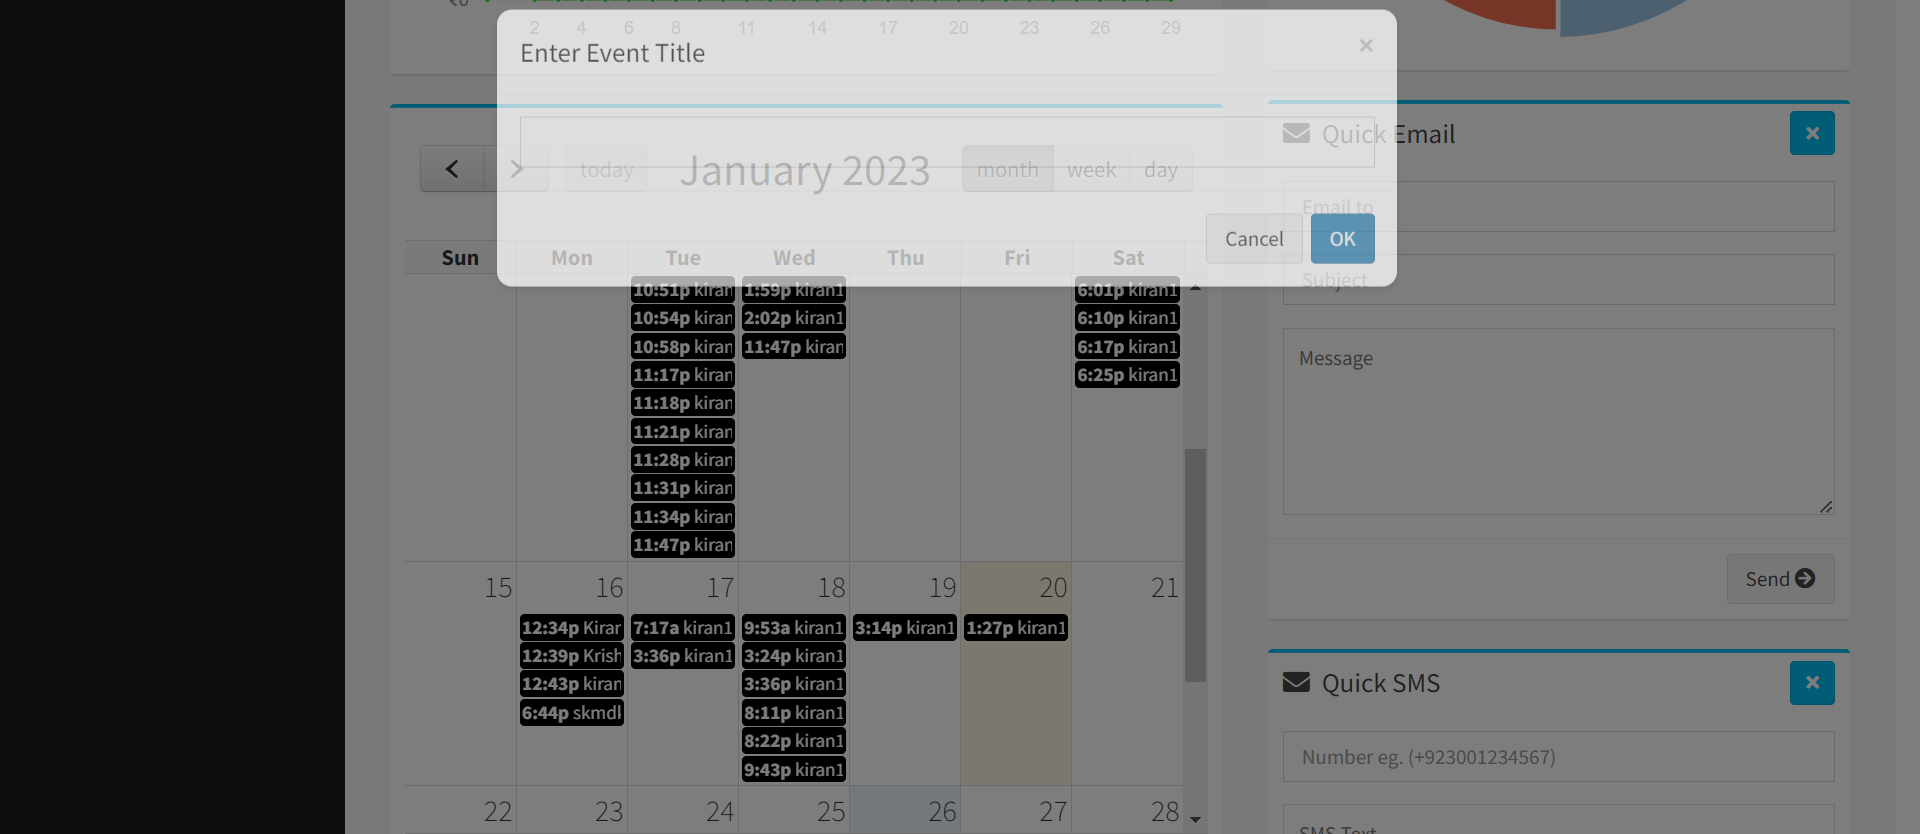 ₹0
2 4 6 8 11 14 17 20 23 26 29
Enter Event Title
×
Quick Email
×
today
January 2023
month week day
Email to
Cancel
OK
Sun Mon Tue Wed Thu Fri Sat
Subject
10:51p kiran
10:54p kiran
10:58p kiran
11:17p kiran
11:18p kiran
11:21p kiran
11:28p kiran
11:31p kiran
11:34p kiran
11:47p kiran
1:59p kiran1
2:02p kiran1
11:47p kiran
6:01p kiran1
6:10p kiran1
6:17p kiran1
6:25p kiran1
Message
Send
15 16 17 18 19 20 21
12:34p Kiran
12:39p Krish
12:43p kiran
6:44p skmdl
7:17a kiran1
3:36p kiran1
9:53a kiran1
3:24p kiran1
3:36p kiran1
8:11p kiran1
8:22p kiran1
9:43p kiran1
3:14p kiran1
1:27p kiran1
22 23 24 25 26 27 28
Quick SMS
×
Number eg. (+923001234567)
SMS Text